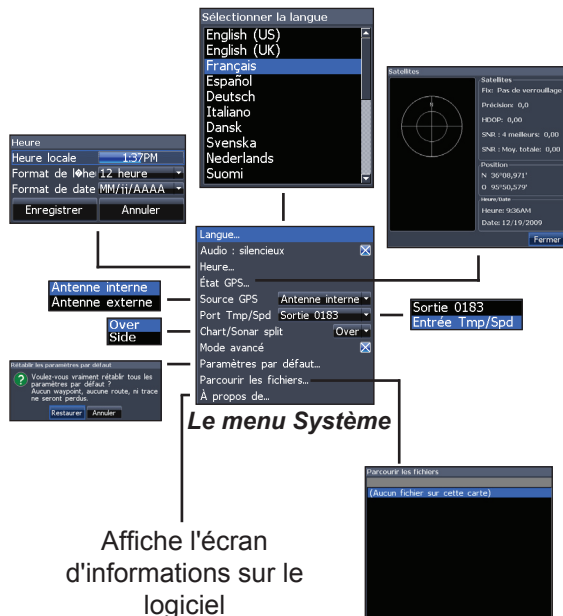 Sélectionner la langue
English (US)
English (UK)
Français
Español
Deutsch
Italiano
Dansk
Svenska
Nederlands
Suomi
Satellites
Satellites
Fix: Pas de verrouillage
Précision: 0,0
HDOP: 0,00
SNR : 4 meilleurs: 0,00
SNR : Moy. totale: 0,00
Position
N 36°08,971'
O 95°50,579'
Heure/Date
Heure: 9:36AM
Date: 12/19/2009
Fermer
Heure
Heure locale 1:37PM
Format de l�he 12 heure
Format de date MM/jj/AAAA
Enregistrer Annuler
Langue...
Audio : silencieux
Heure...
État GPS...
Source GPS Antenne interne
Port Tmp/Spd Sortie 0183
Chart/Sonar split Over
Mode avancé
Paramètres par défaut...
Parcourir les fichiers...
À propos de...
Antenne interne
Antenne externe
Over
Side
Sortie 0183
Entrée Tmp/Spd
Rétablir les paramètres par défaut
Voulez-vous vraiment rétablir tous les
paramètres par défaut ?
Aucun waypoint, aucune route, ni trace
ne seront perdus.
Restaurer Annuler
Le menu Système
Parcourir les fichiers
(Aucun fichier sur cette carte)
Affiche l'écran
d'informations sur le
logiciel